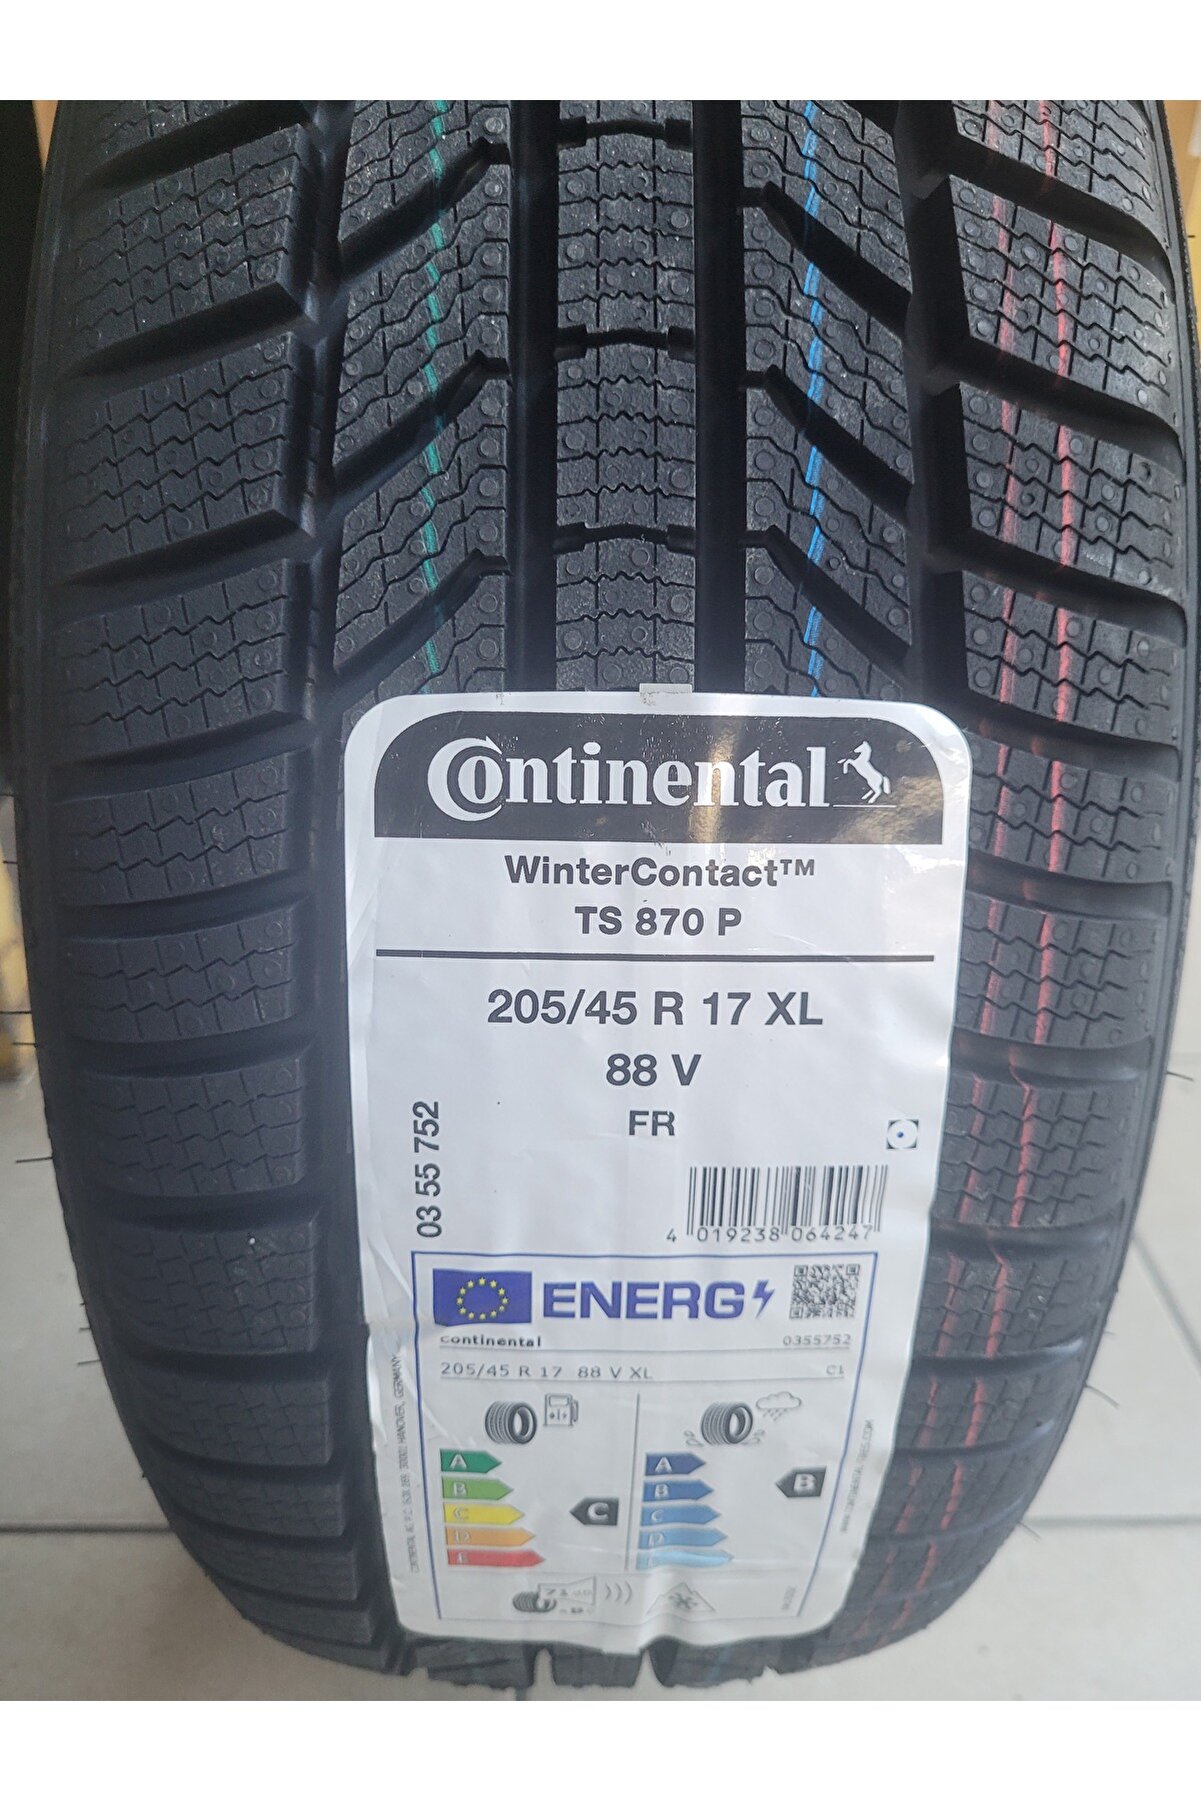 Continental
WinterContact™
TS 870 P
205/45 R 17 XL
88 V
FR
03 55 752
4 019238 064247
ENERG
Continental 0355752
205/45 R 17 88 V XL C1
A
B
C
D
E
C
A
B
C
D
B